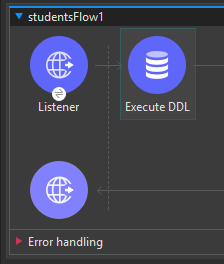 studentsFlow1
Listener
Execute DDL
Error handling